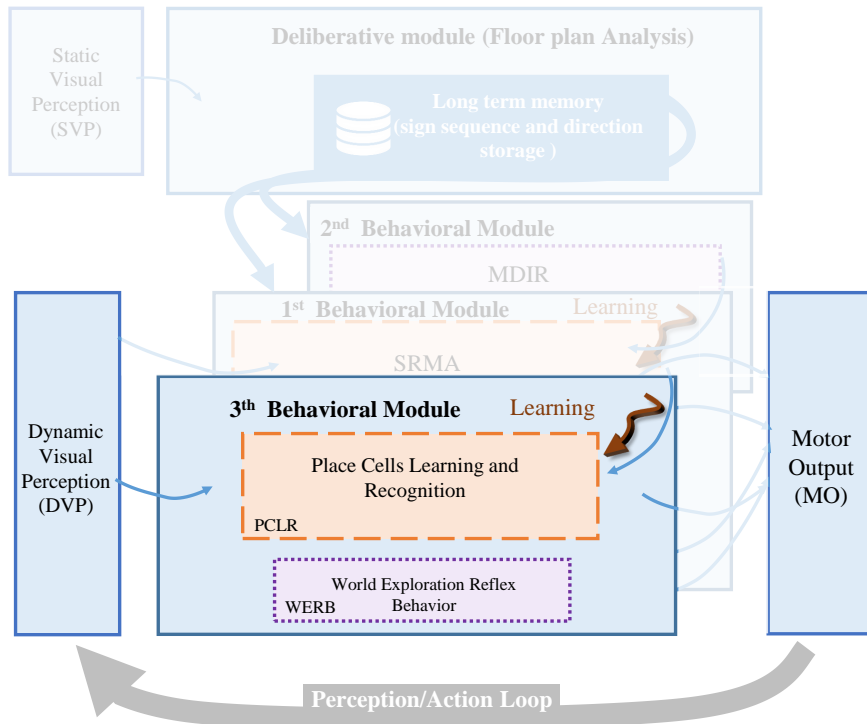 Static
Visual
Perception
(SVP)
Deliberative module (Floor plan Analysis)
Long term memory
(sign sequence and direction
storage )
2nd Behavioral Module
MDIR
1st Behavioral Module
Learning
SRMA
3th Behavioral Module
Learning
Place Cells Learning and
Recognition
PCLR
World Exploration Reflex
Behavior
WERB
Dynamic
Visual
Perception
(DVP)
Motor
Output
(MO)
Perception/Action Loop